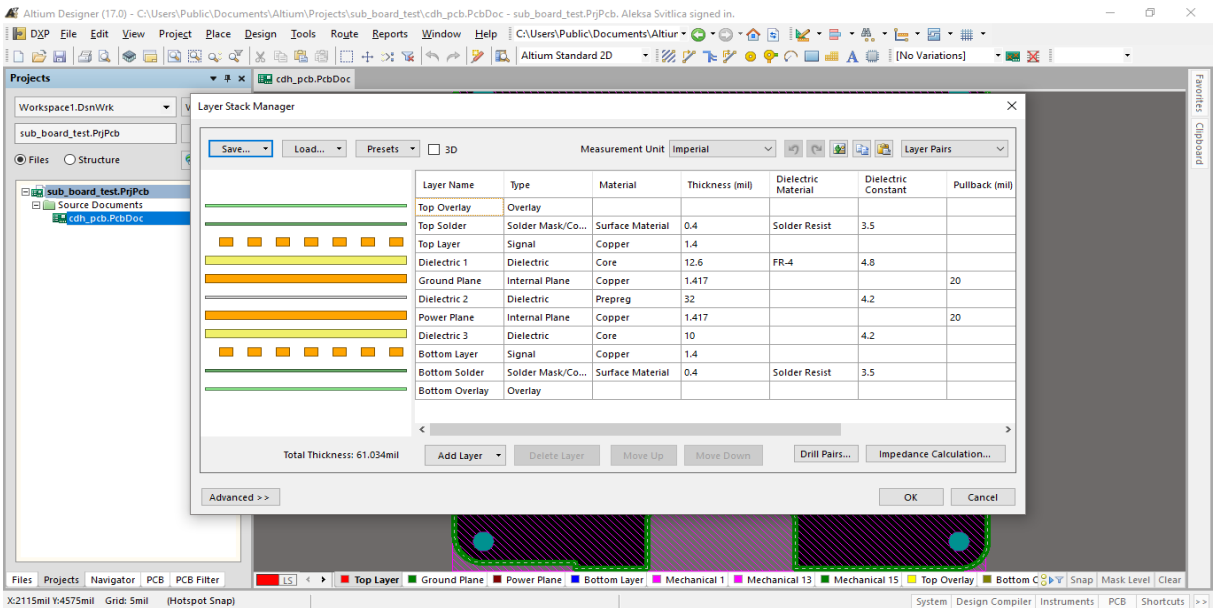 Altium Designer (17.0) - C:\Users\Public\Documents\Altium\Projects\sub_board_test\cdh_pcb.PcbDoc - sub_board_test.PrjPcb. Aleksa Svitlica signed in.
DXP File Edit View Project Place Design Tools Route Reports Window Help C:\Users\Public\Documents\Altiur
Altium Standard 2D [No Variations]
Projects cdh_pcb.PcbDoc
Favorites
Clipboard
Workspace1.DsnWrk
sub_board_test.PrjPcb
Files Structure
sub_board_test.PrjPcb
Source Documents
cdh_pcb.PcbDoc
Layer Stack Manager
Save... Load... Presets 3D Measurement Unit Imperial Layer Pairs
Layer Name Type Material Thickness (mil) Dielectric Material Dielectric Constant Pullback (mil)
Top Overlay Overlay
Top Solder Solder Mask/Co... Surface Material 0.4 Solder Resist 3.5
Top Layer Signal Copper 1.4
Dielectric 1 Dielectric Core 12.6 FR-4 4.8
Ground Plane Internal Plane Copper 1.417 20
Dielectric 2 Dielectric Prepreg 32 4.2
Power Plane Internal Plane Copper 1.417 20
Dielectric 3 Dielectric Core 10 4.2
Bottom Layer Signal Copper 1.4
Bottom Solder Solder Mask/Co... Surface Material 0.4 Solder Resist 3.5
Bottom Overlay Overlay
Total Thickness: 61.034mil Add Layer Delete Layer Move Up Move Down Drill Pairs... Impedance Calculation...
Advanced >> OK Cancel
Files Projects Navigator PCB PCB Filter LS Top Layer Ground Plane Power Plane Bottom Layer Mechanical 1 Mechanical 13 Mechanical 15 Top Overlay Bottom Snap Mask Level Clear
X:2115mil Y:4575mil Grid: 5mil (Hotspot Snap) System Design Compiler Instruments PCB Shortcuts >>